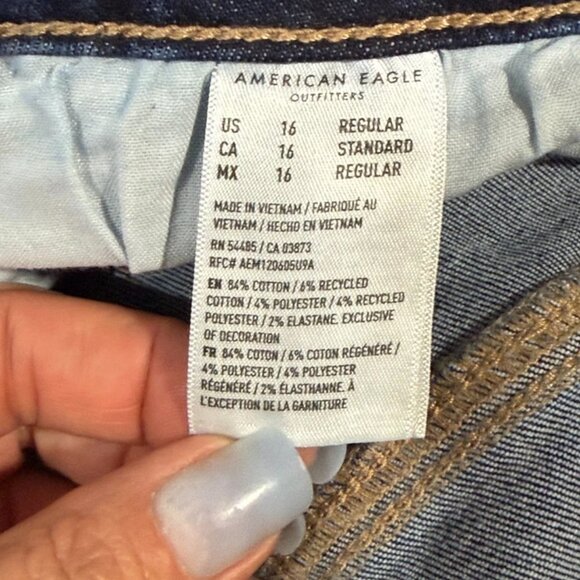 AMERICAN EAGLE
OUTFITTERS
US 16 REGULAR
CA 16 STANDARD
MX 16 REGULAR
MADE IN VIETNAM / FABRIQUÉ AU
VIETNAM / HECHO EN VIETNAM
RN 54485 / CA 03873
RFC# AEM120605U9A
EN 84% COTTON / 6% RECYCLED
COTTON / 4% POLYESTER / 4% RECYCLED
POLYESTER / 2% ELASTANE. EXCLUSIVE
OF DECORATION
FR 84% COTON / 6% COTON RÉGÉNÉRÉ /
4% POLYESTER / 4% POLYESTER
RÉGÉNÉRÉ / 2% ÉLASTHANNE. À
L'EXCEPTION DE LA GARNITURE